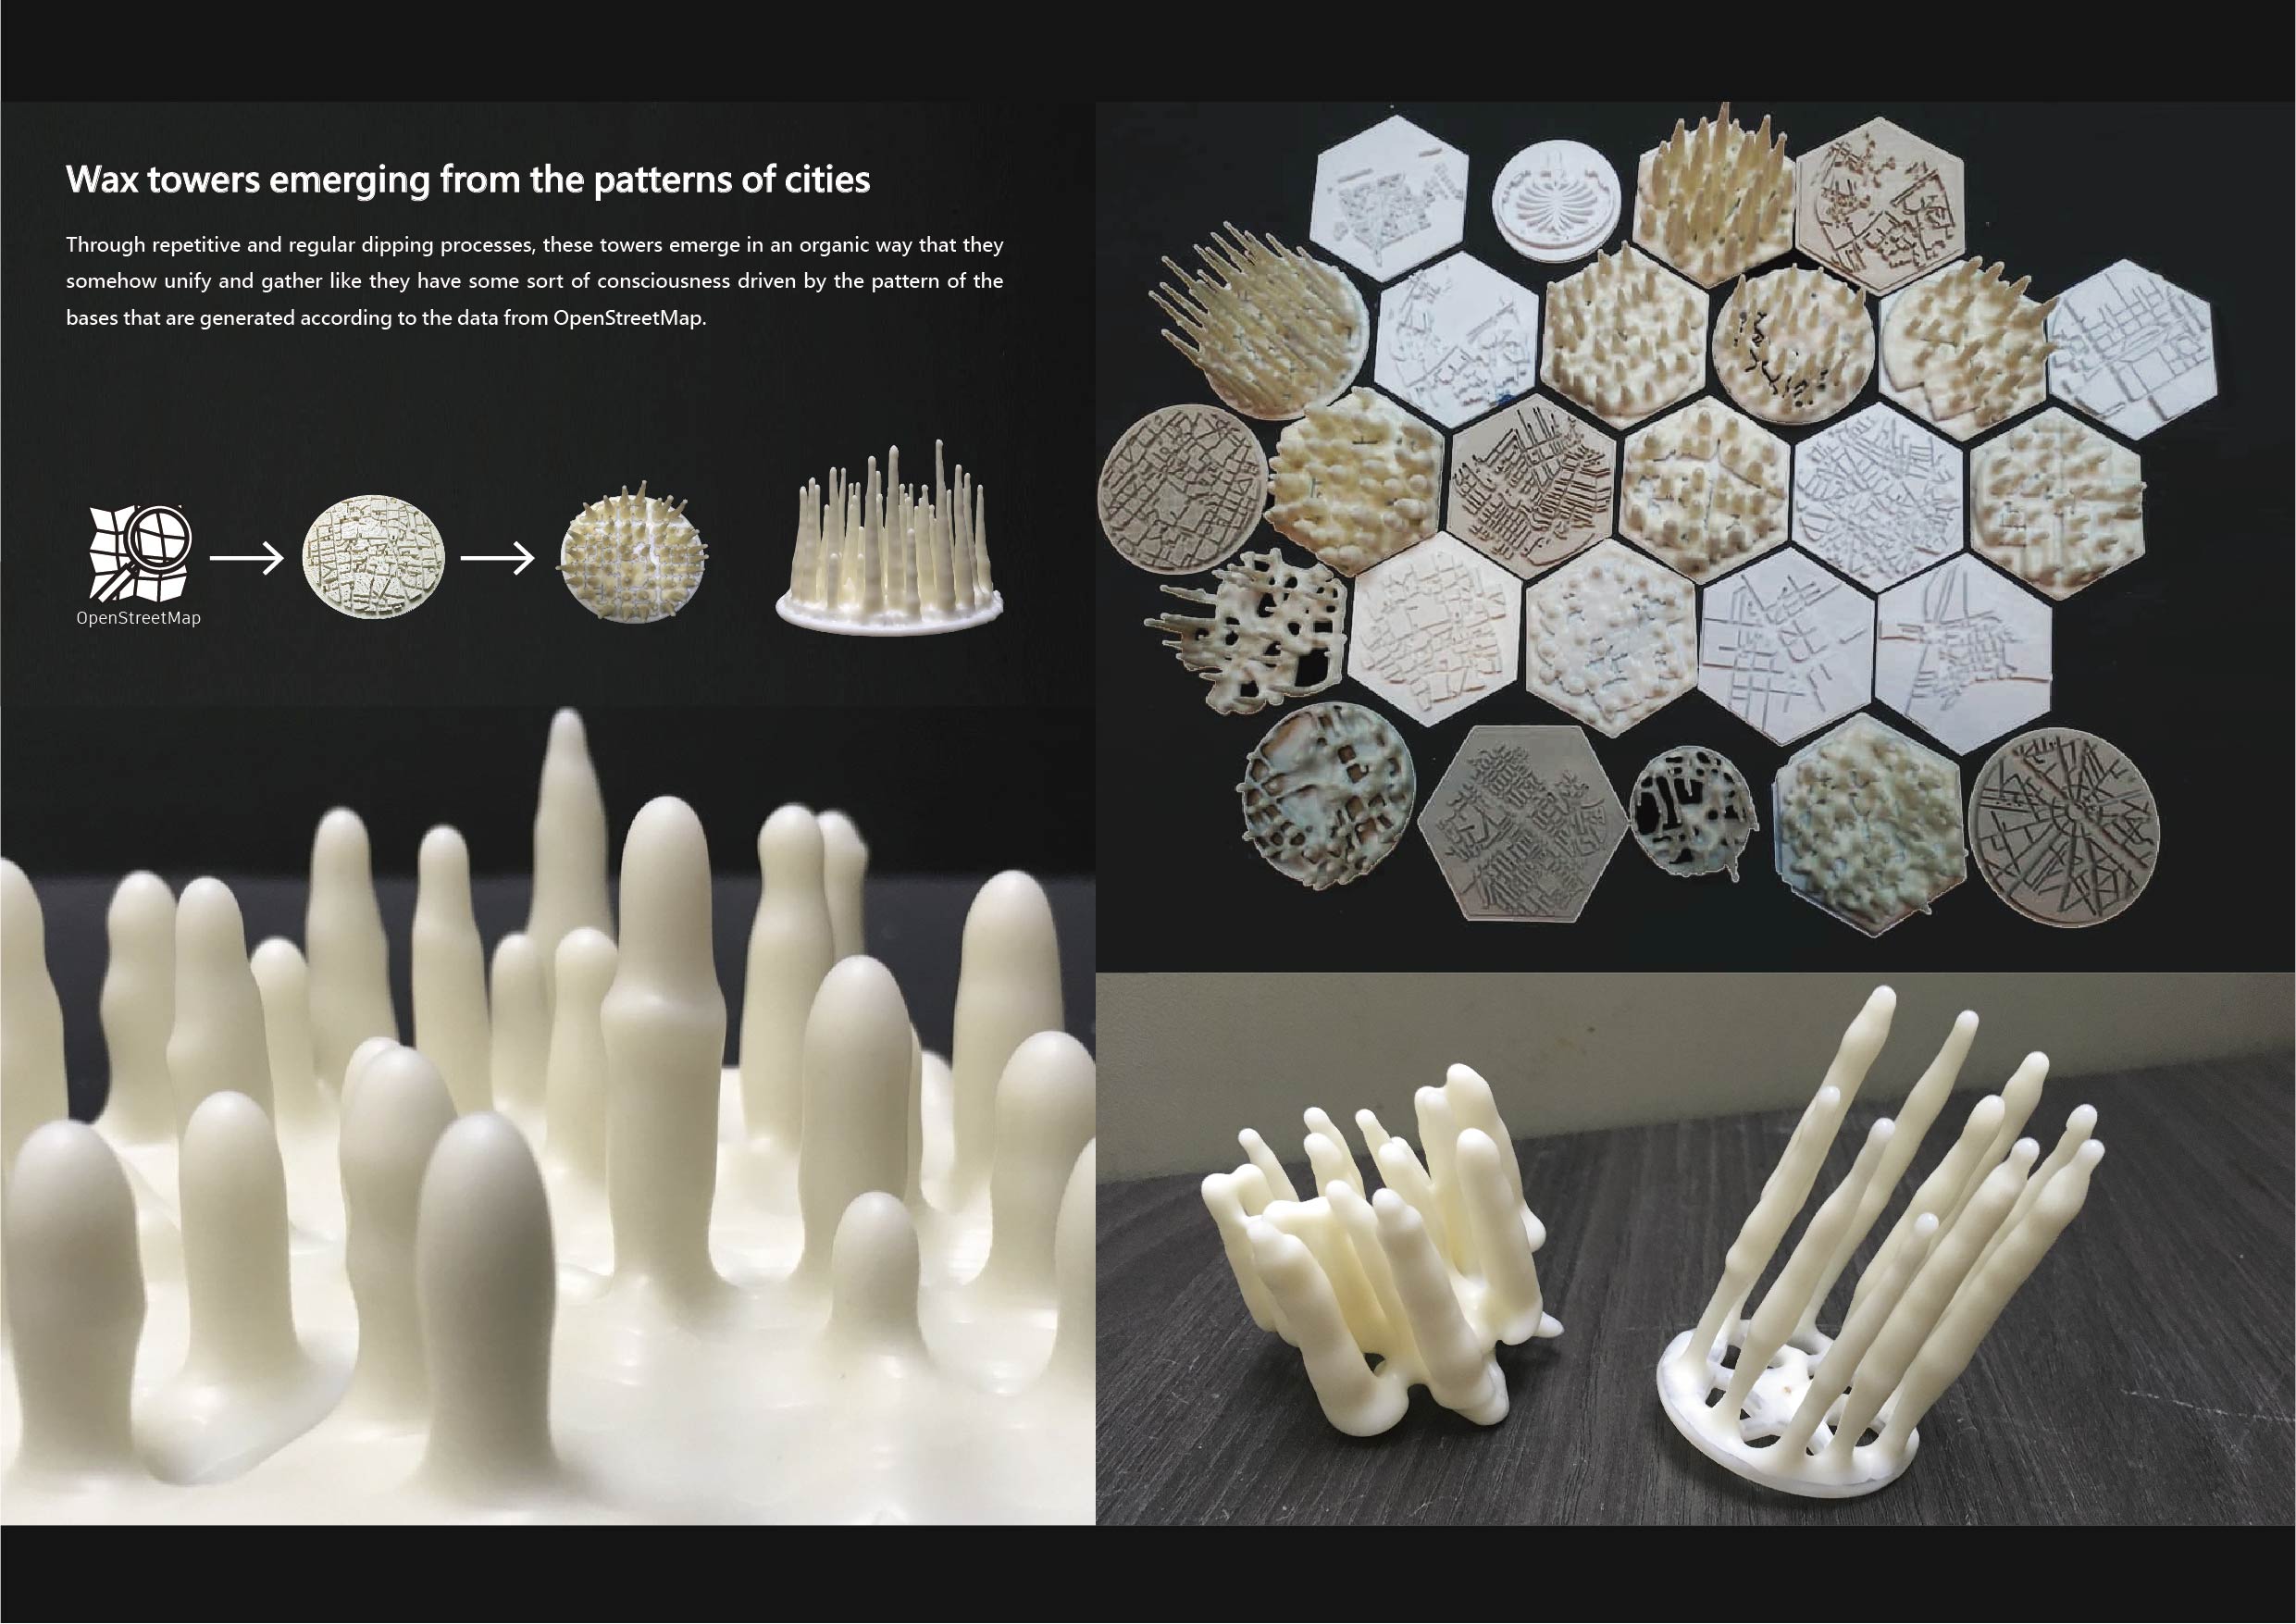 Wax towers emerging from the patterns of cities
Through repetitive and regular dipping processes, these towers emerge in an organic way that they
somehow unify and gather like they have some sort of consciousness driven by the pattern of the
bases that are generated according to the data from OpenStreetMap.
OpenStreetMap